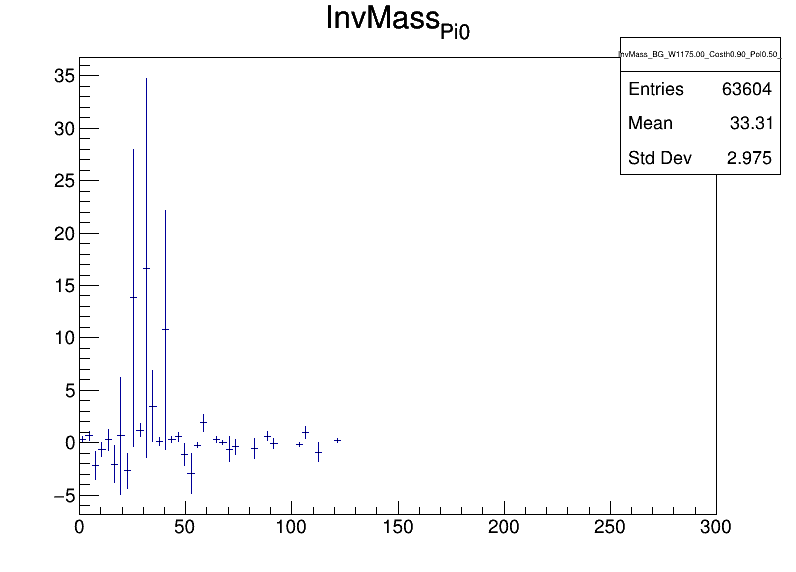 InvMass_Pi0
InvMass_BG_W1175.00_Costh0.90_Pol0.50_
Entries 63604
Mean 33.31
Std Dev 2.975
35
30
25
20
15
10
5
0
−5
0 50 100 150 200 250 300